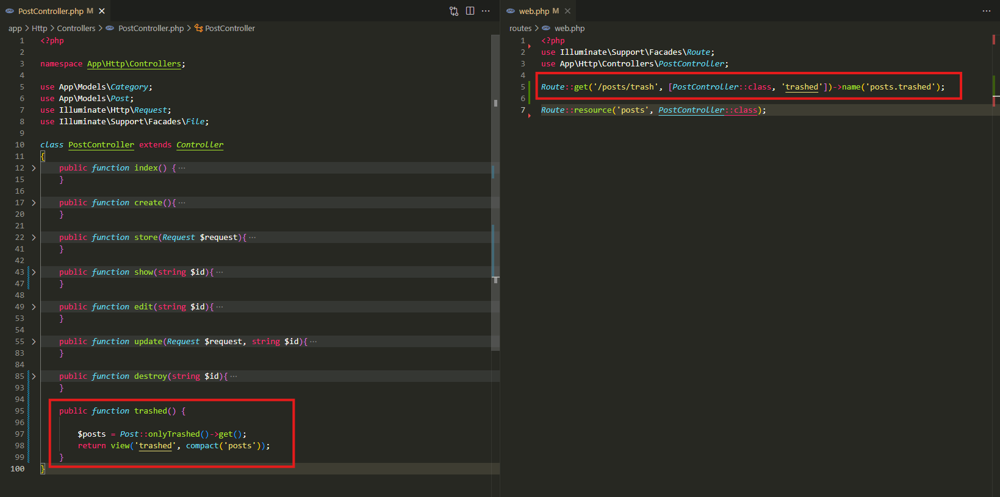 PostController.php M
app > Http > Controllers > PostController.php > PostController
1 <?php
2
3 namespace App\Http\Controllers;
4
5 use App\Models\Category;
6 use App\Models\Post;
7 use Illuminate\Http\Request;
8 use Illuminate\Support\Facades\File;
9
10 class PostController extends Controller
11 {
12 public function index() { ...
15 }
16
17 public function create(){ ...
20 }
21
22 public function store(Request $request){ ...
41 }
42
43 public function show(string $id){ ...
47 }
48
49 public function edit(string $id){ ...
53 }
54
55 public function update(Request $request, string $id){ ...
83 }
84
85 public function destroy(string $id){ ...
93 }
94
95 public function trashed() {
96
97 $posts = Post::onlyTrashed()->get();
98 return view('trashed', compact('posts'));
99 }
100 }
web.php M
routes > web.php
1 <?php
2 use Illuminate\Support\Facades\Route;
3 use App\Http\Controllers\PostController;
4
5 Route::get('/posts/trash', [PostController::class, 'trashed'])->name('posts.trashed');
6
7 Route::resource('posts', PostController::class);